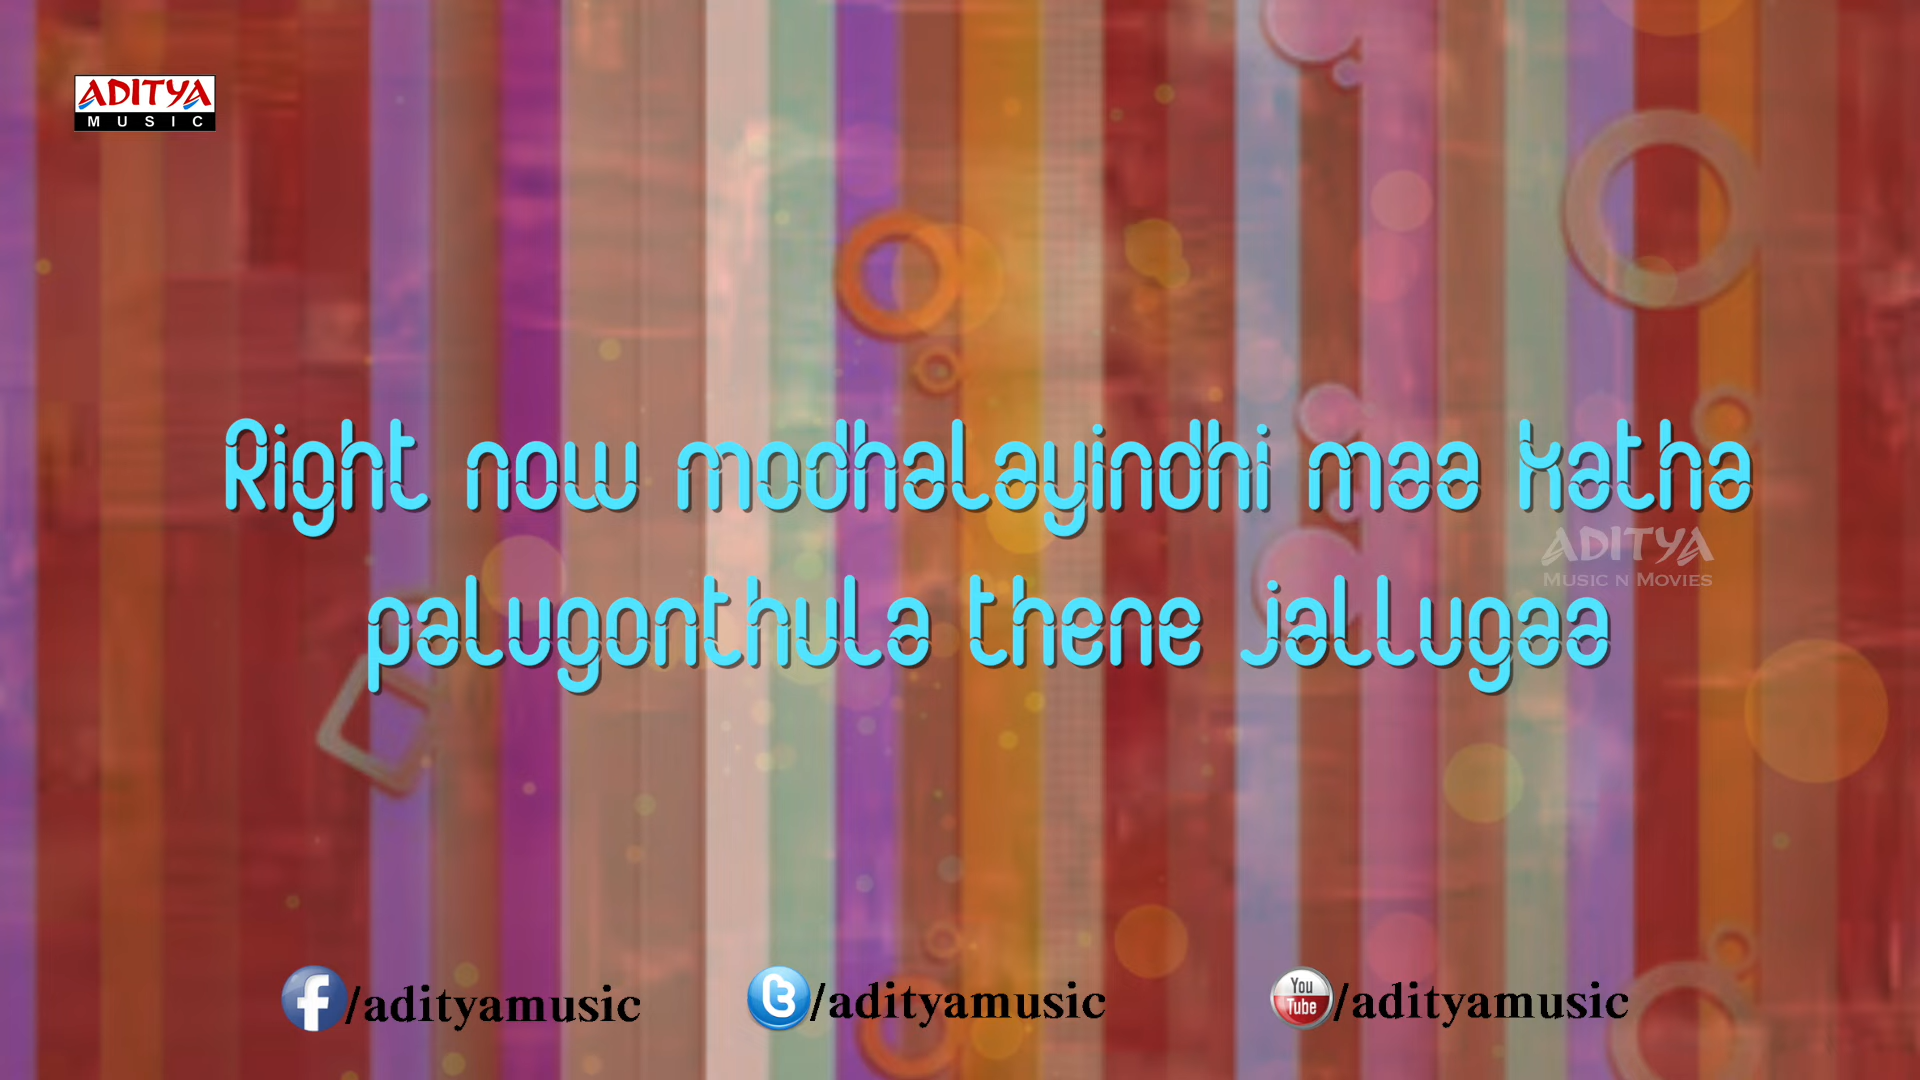 ADITYA
MUSIC
Right now modhalayindhi maa katha
ADITYA
MUSIC N MOVIES
palugonthula thene jallugaa
f/adityamusic
t/adityamusic
You
Tube/adityamusic